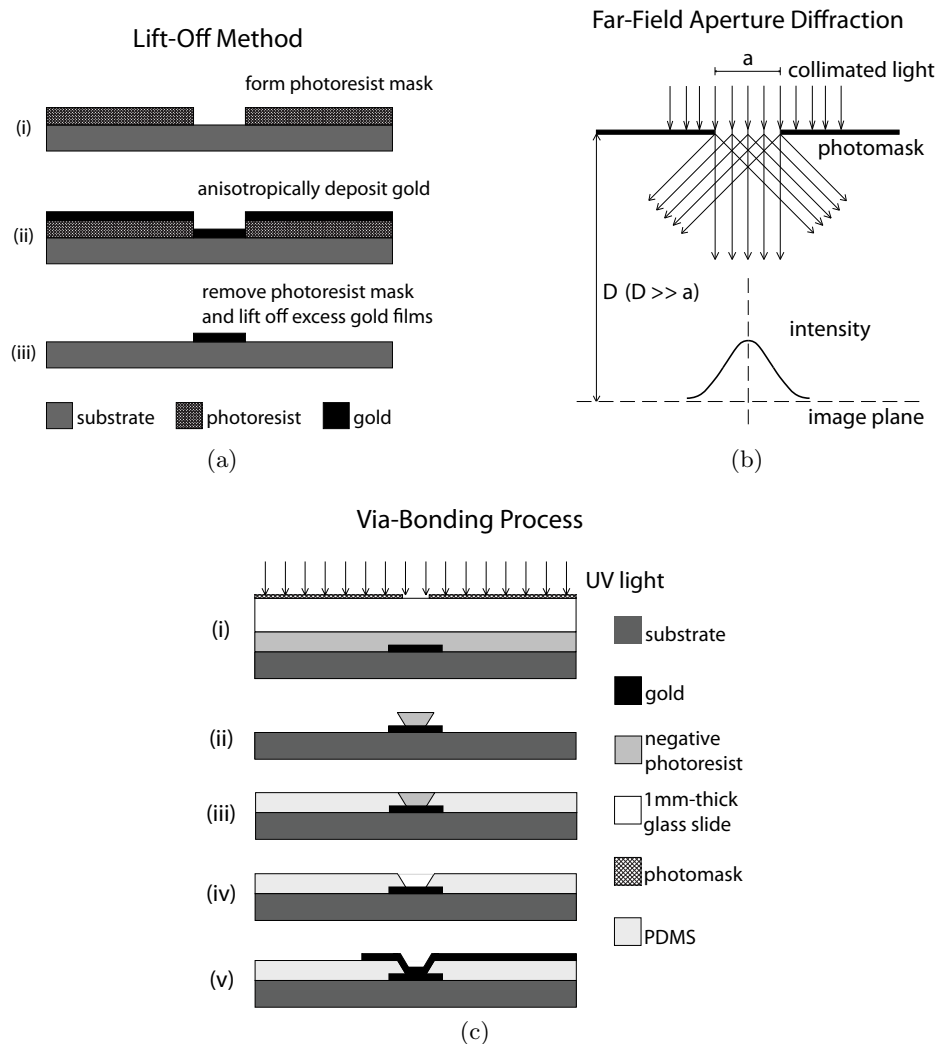 Lift-Off Method
form photoresist mask
(i)
anisotropically deposit gold
(ii)
remove photoresist mask
and lift off excess gold films
(iii)
substrate photoresist gold
(a)
Far-Field Aperture Diffraction
a
collimated light
photomask
D (D >> a)
intensity
image plane
(b)
Via-Bonding Process
UV light
(i)
(ii)
(iii)
(iv)
(v)
substrate
gold
negative
photoresist
1mm-thick
glass slide
photomask
PDMS
(c)